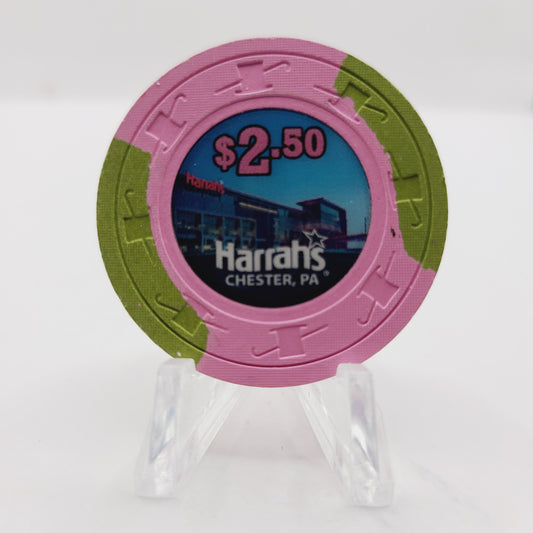 $2.50
Harrah's
Harrah's
CHESTER, PA ®